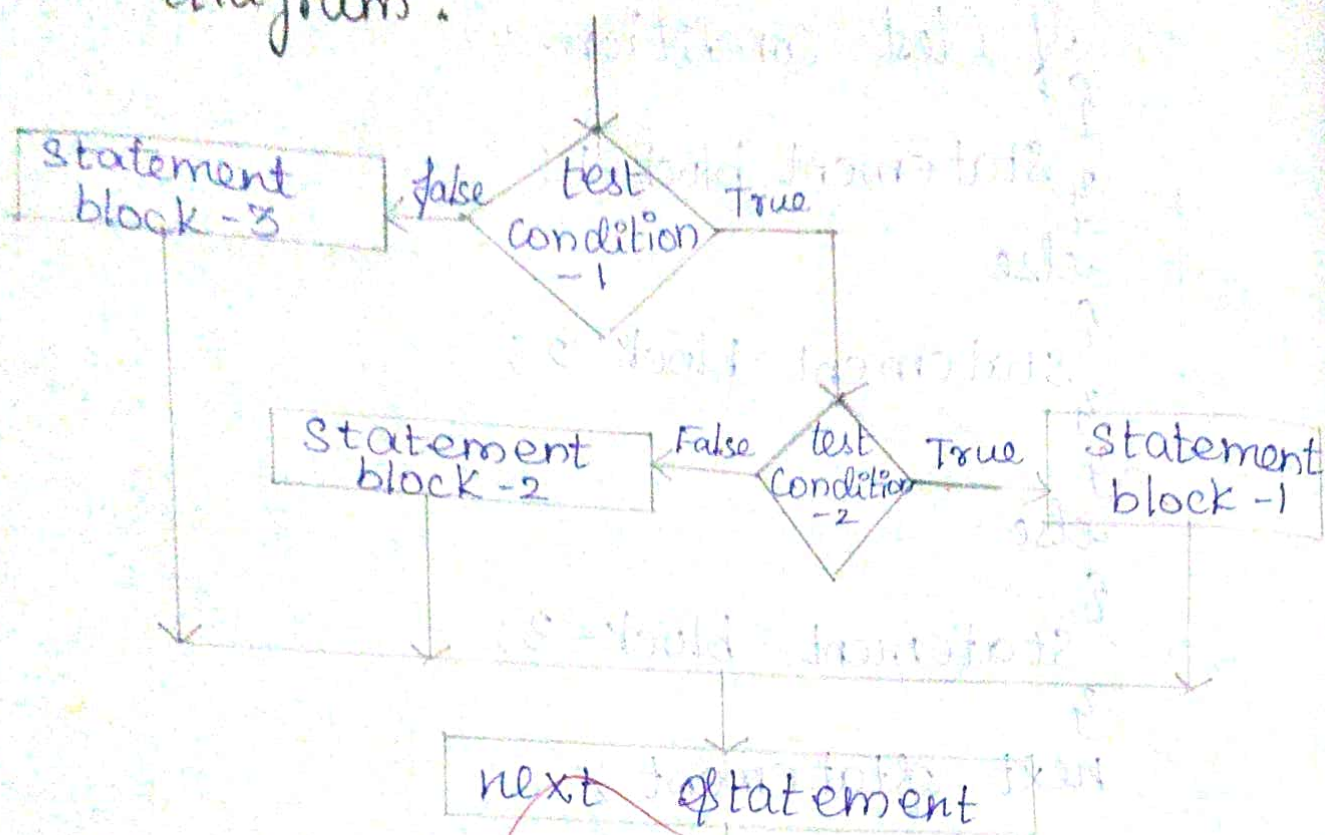 diagram.
Statement
block - 3
false
test
condition
- 1
True
Statement
block - 2
False
test
Condition
- 2
True
Statement
block - 1
next statement